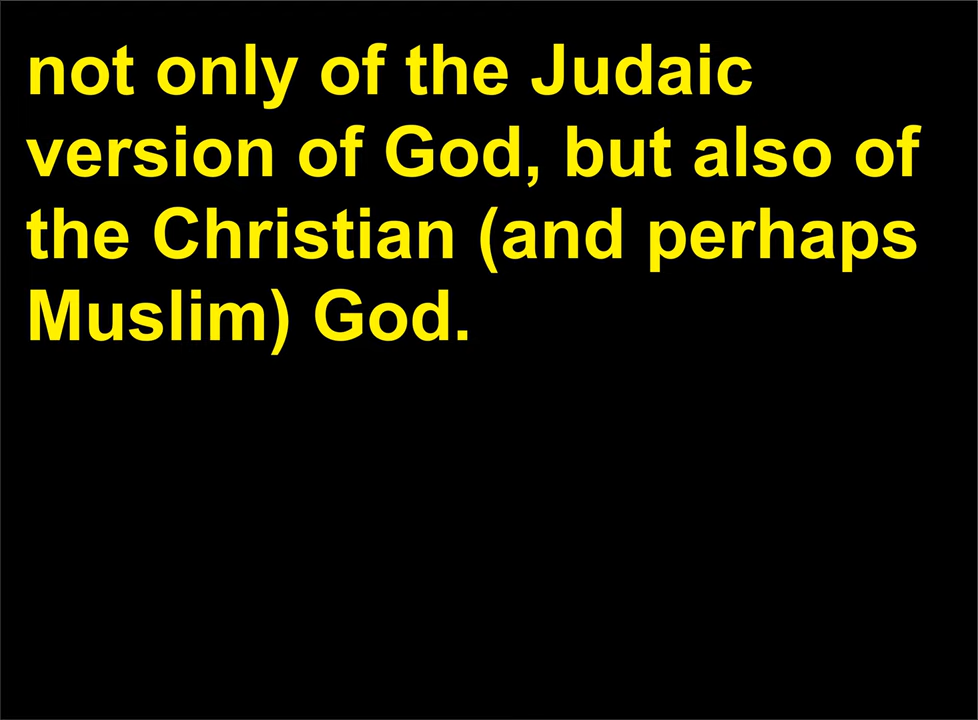 not only of the Judaic
version of God, but also of
the Christian (and perhaps
Muslim) God.